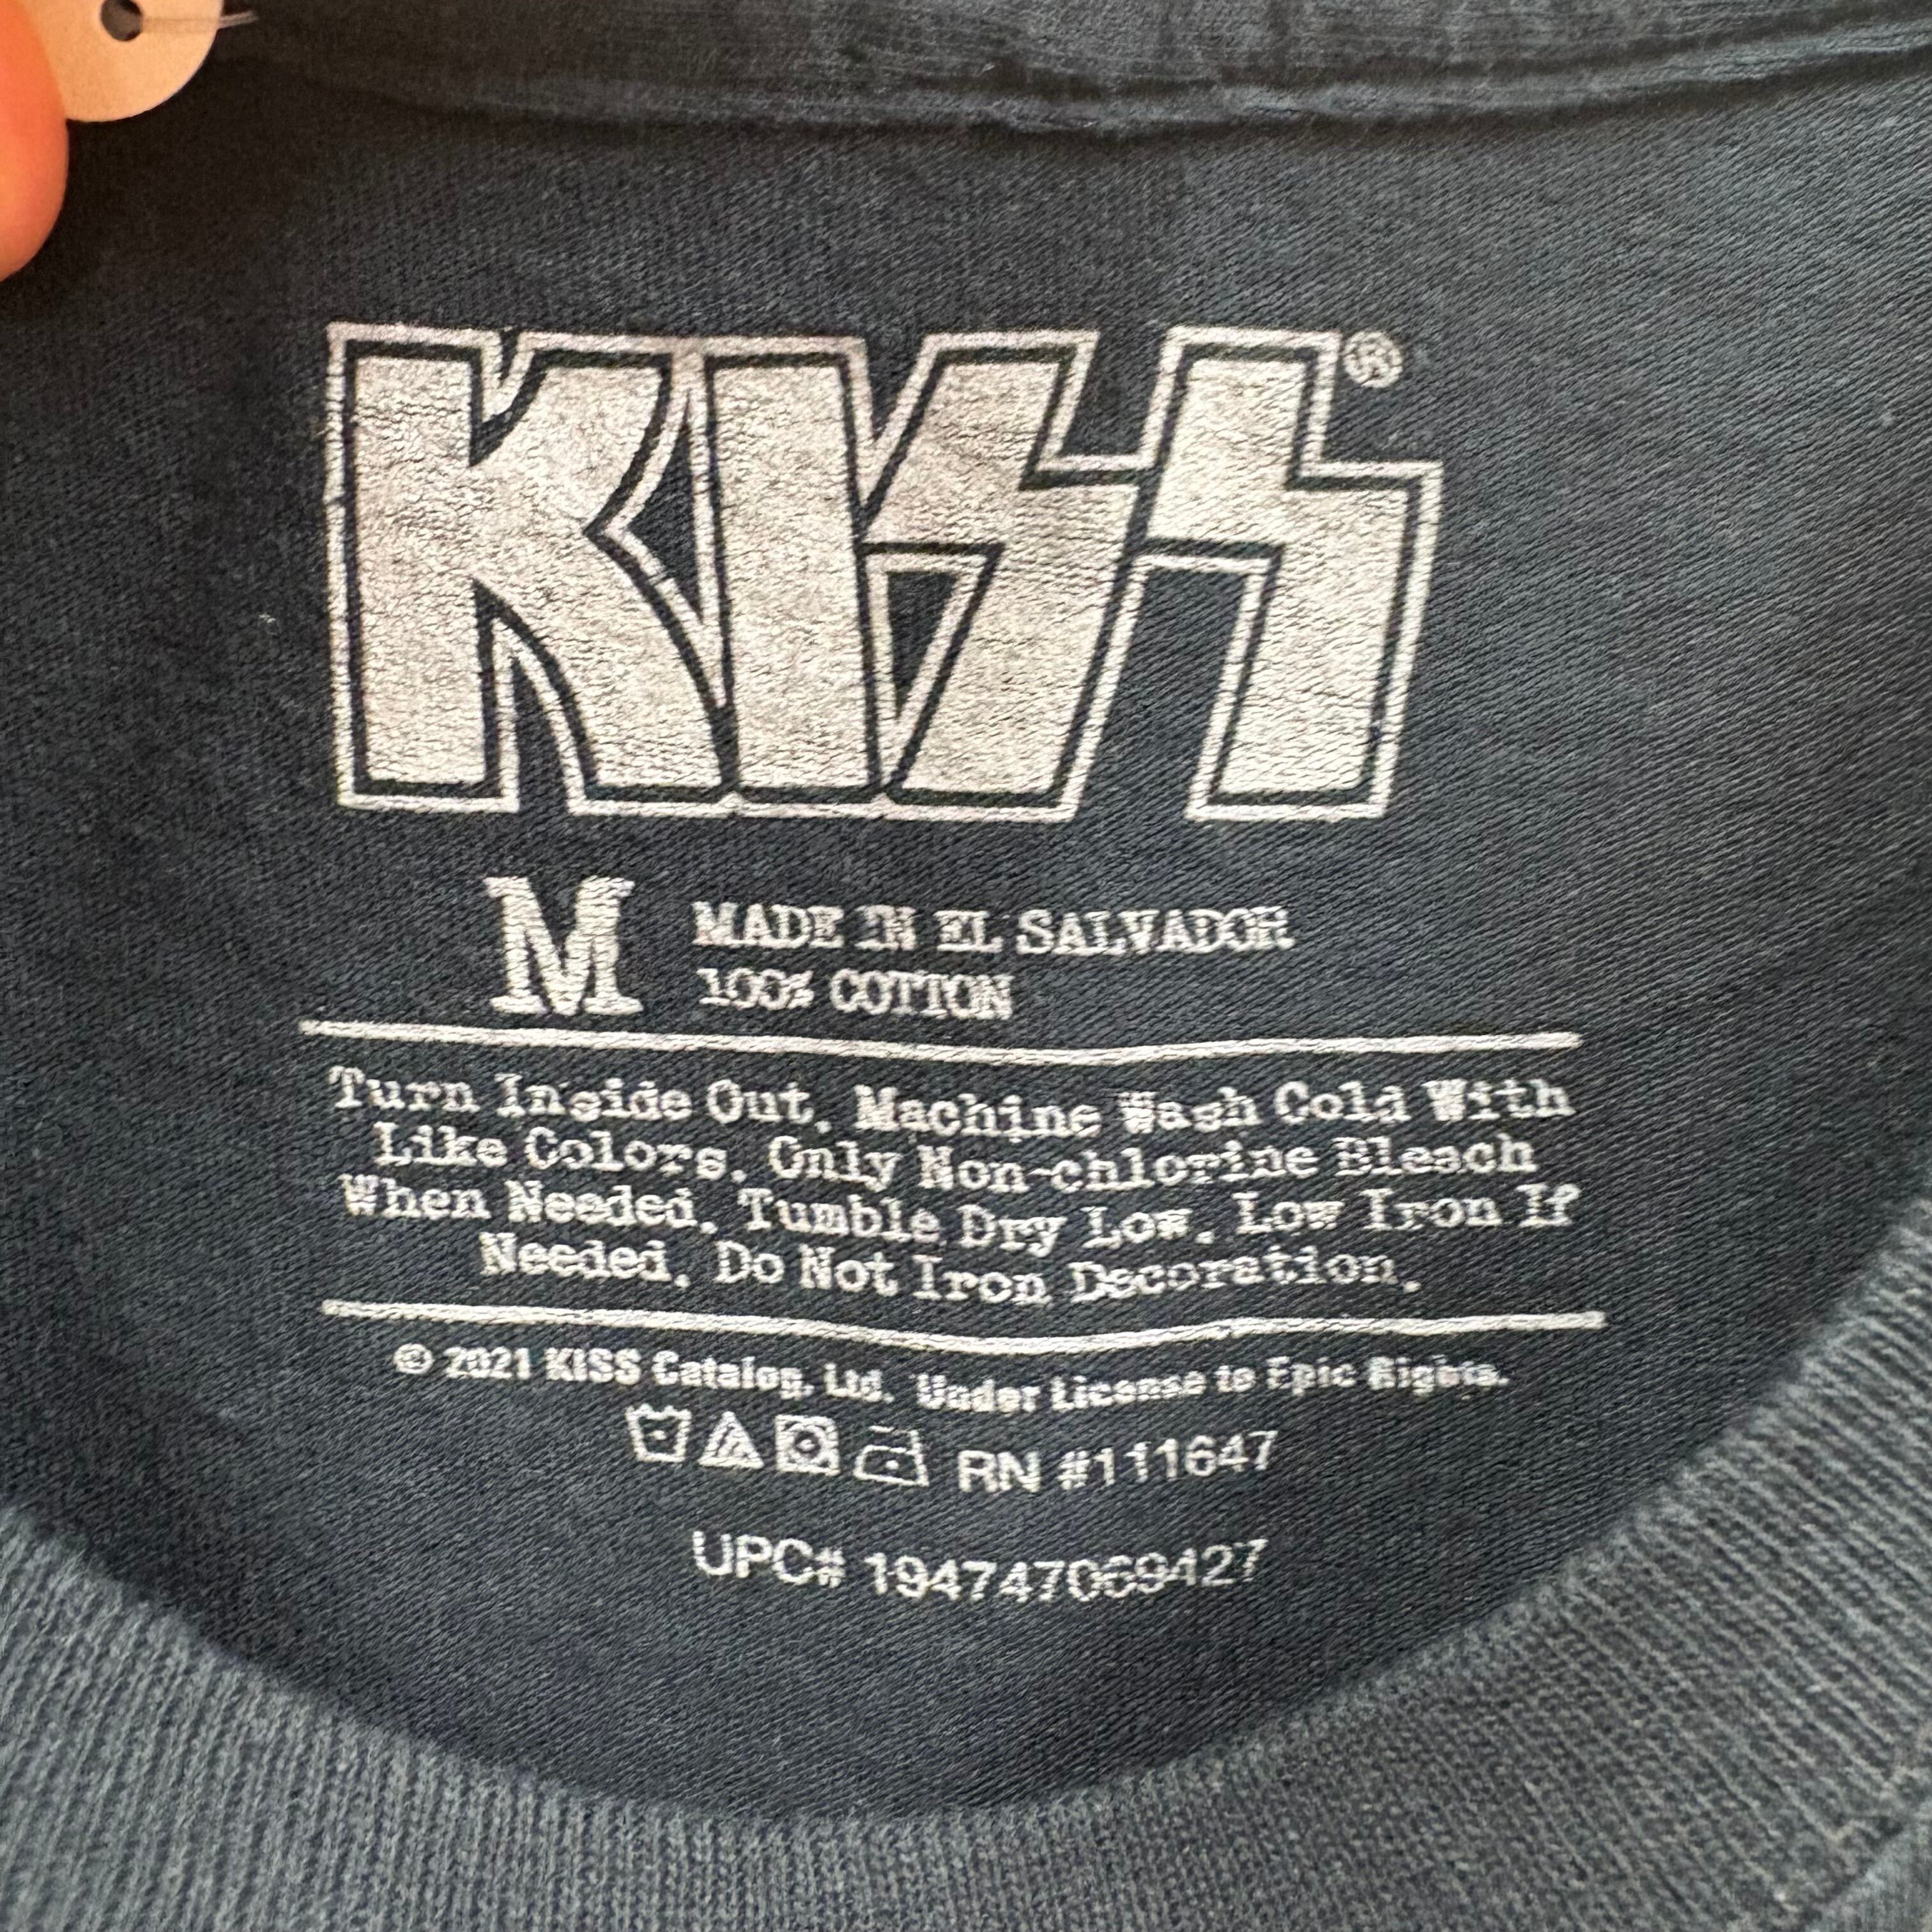 KISS®
M MADE IN EL SALVADOR
100% COTTON
Turn Inside Out. Machine Wash Cold With
Like Colors. Only Non-chlorine Bleach
When Needed. Tumble Dry Low. Low Iron If
Needed. Do Not Iron Decoration.
© 2021 KISS Catalog, Ltd. Under License to Epic Rights.
RN #111647
UPC# 194747069427